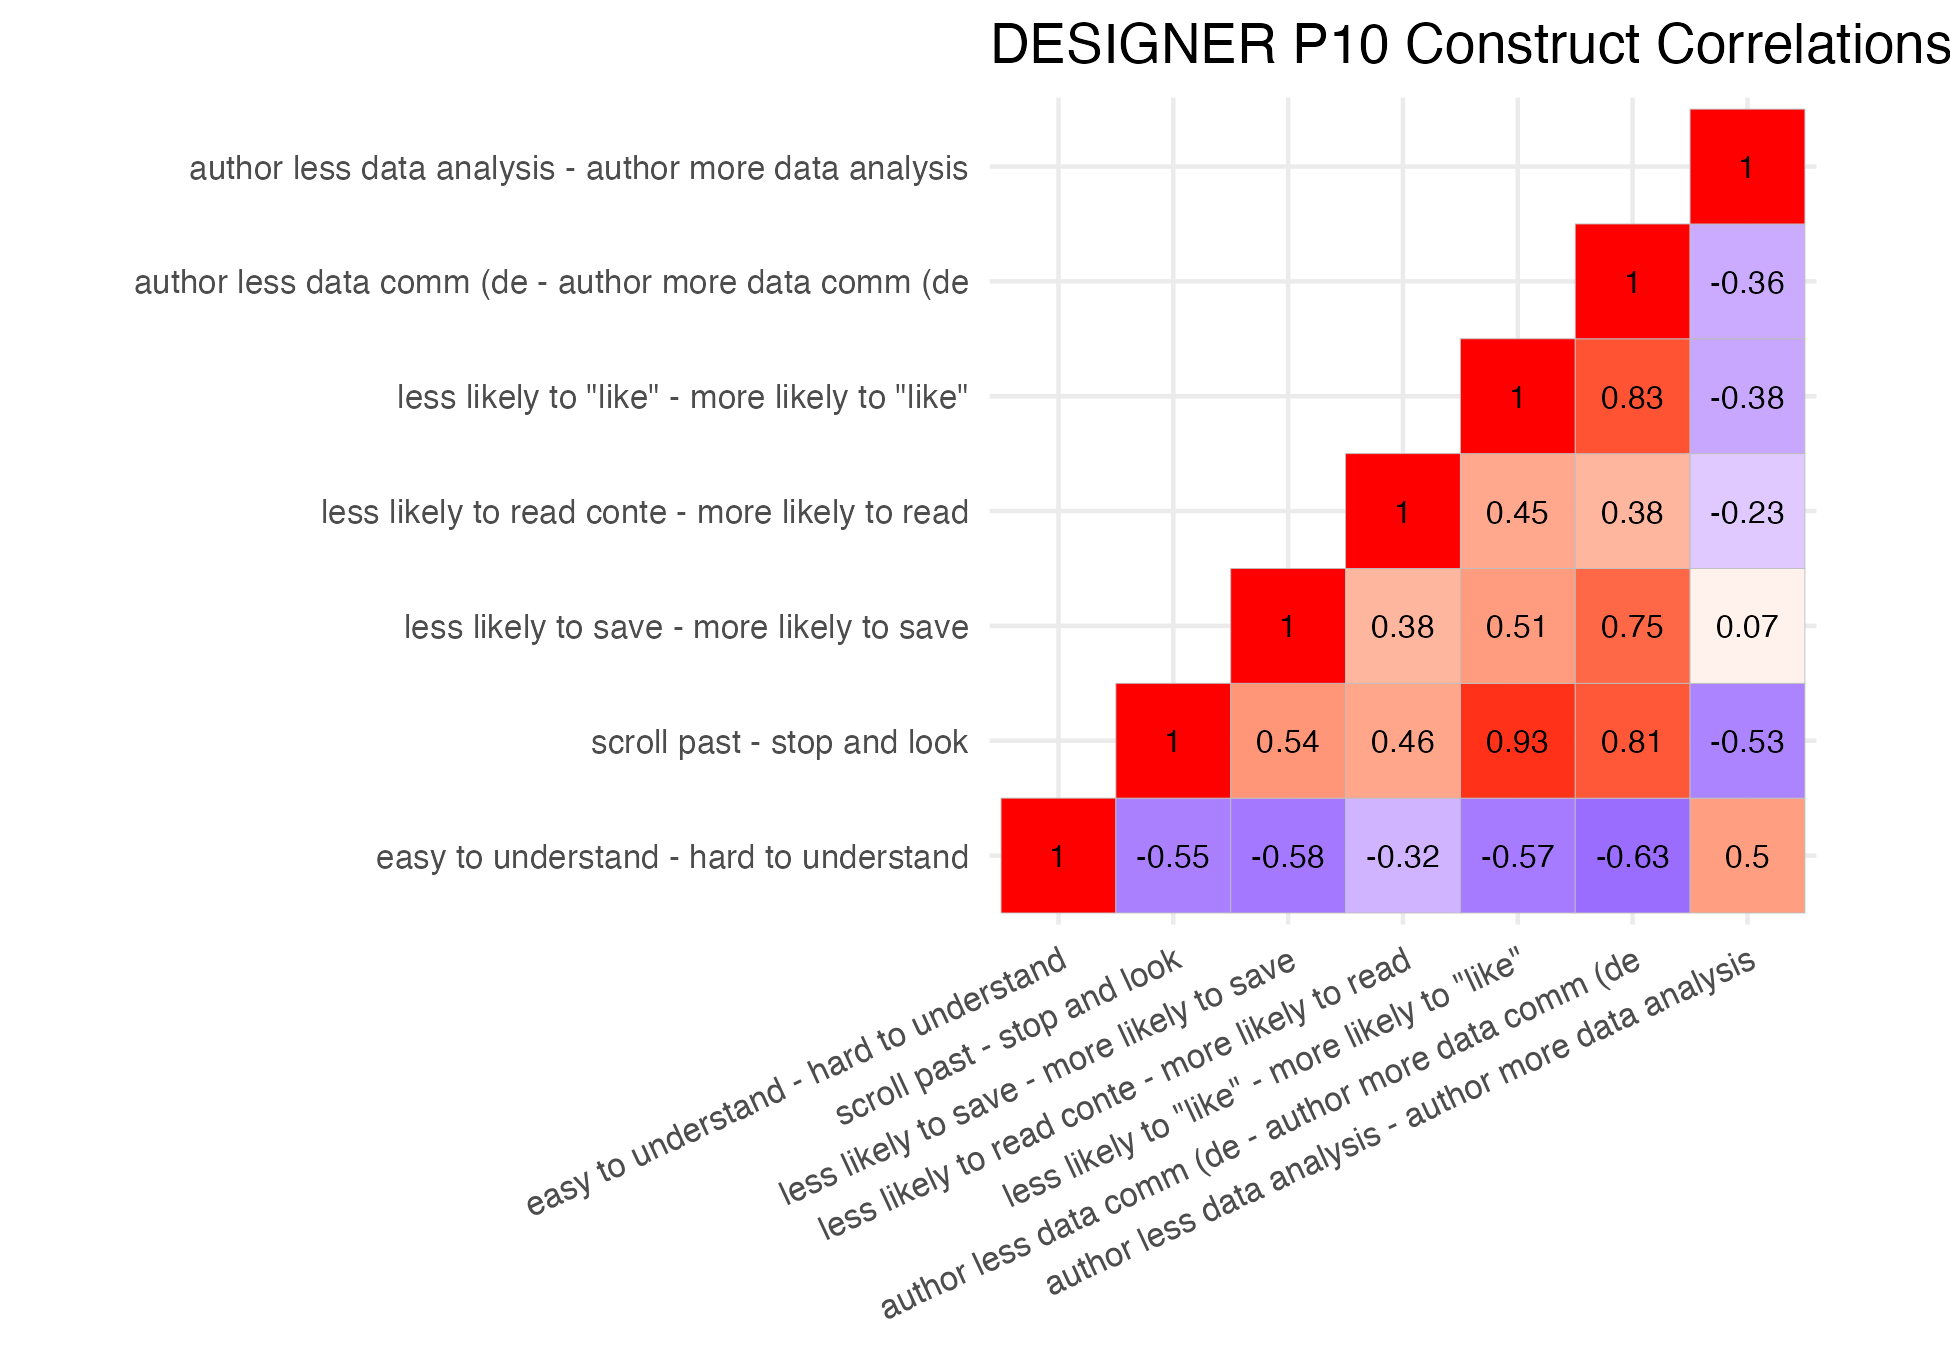 DESIGNER P10 Construct Correlations
author less data analysis - author more data analysis
1
author less data comm (de - author more data comm (de
1 -0.36
less likely to "like" - more likely to "like"
1 0.83 -0.38
less likely to read conte - more likely to read
1 0.45 0.38 -0.23
less likely to save - more likely to save
1 0.38 0.51 0.75 0.07
scroll past - stop and look
1 0.54 0.46 0.93 0.81 -0.53
easy to understand - hard to understand
1 -0.55 -0.58 -0.32 -0.57 -0.63 0.5
easy to understand - hard to understand
scroll past - stop and look
less likely to save - more likely to save
less likely to read conte - more likely to read
less likely to "like" - more likely to "like"
author less data comm (de - author more data comm (de
author less data analysis - author more data analysis